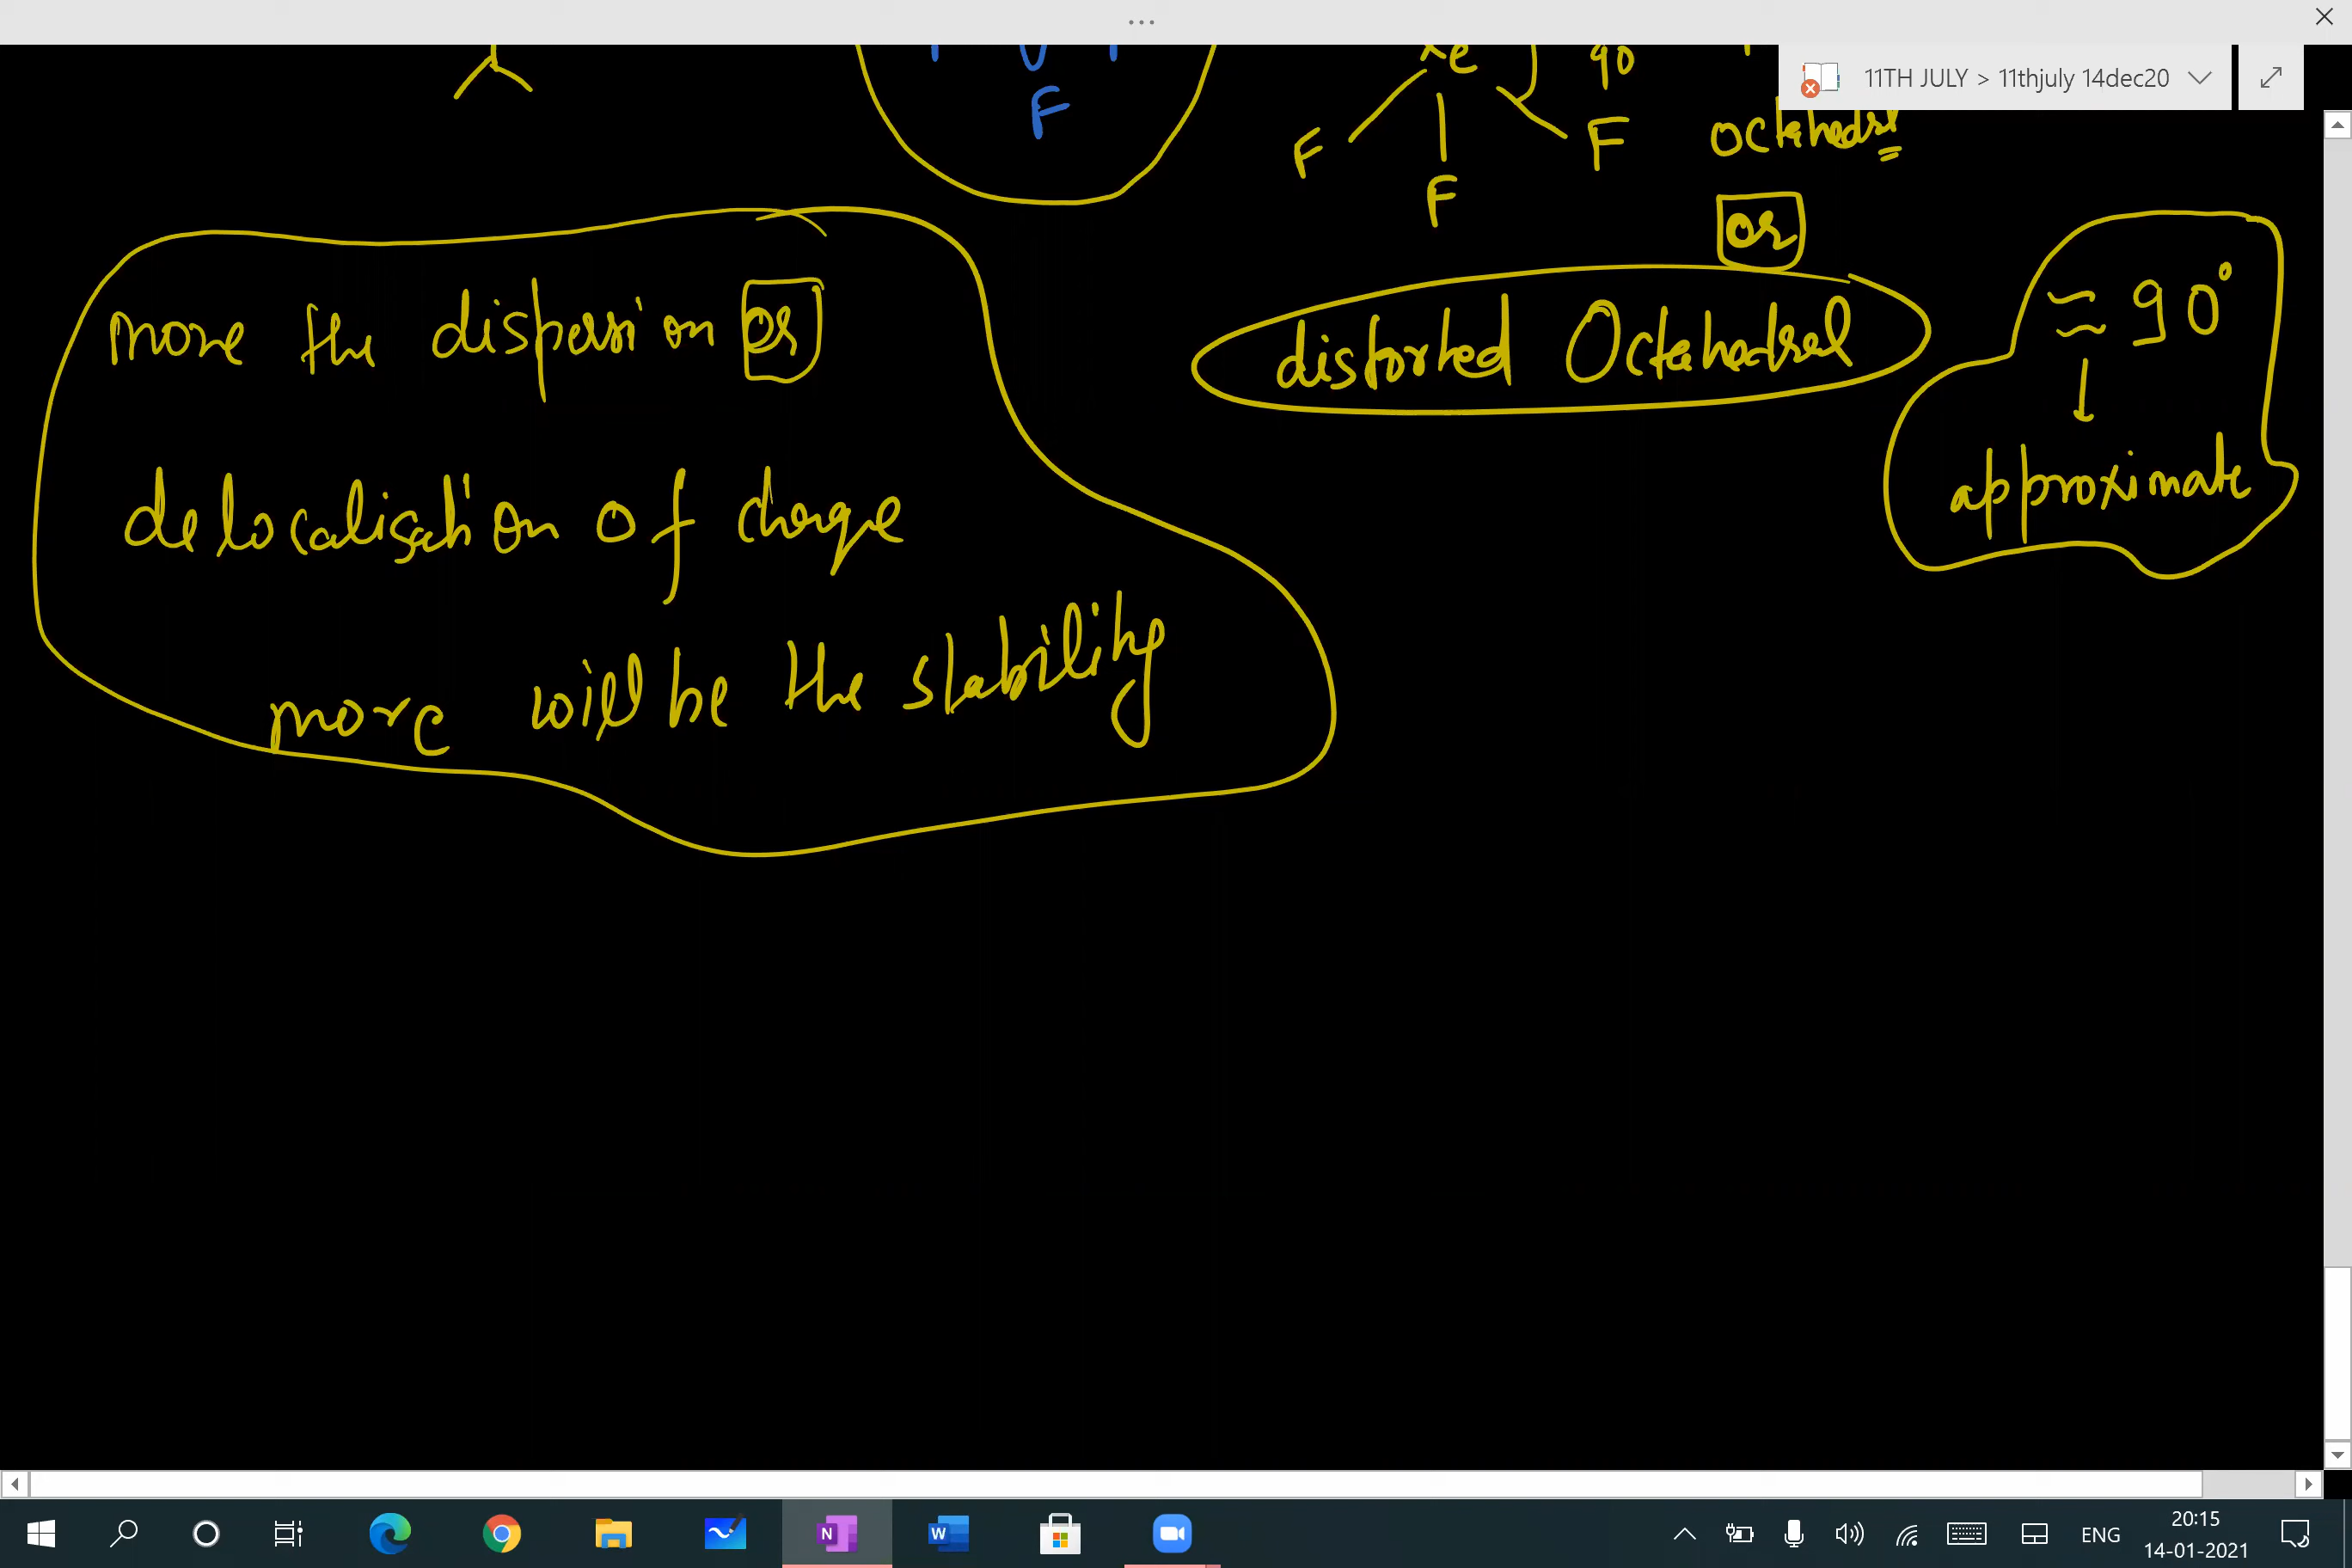 11TH JULY > 11thjuly 14dec20
F
Xe
90
F
F
F
octahedral
or
more the dispersion or
delocalisation of charge
more will be the stability
distorted Octahedral
≈ 90°
approximate
ENG
20:15
14-01-2021